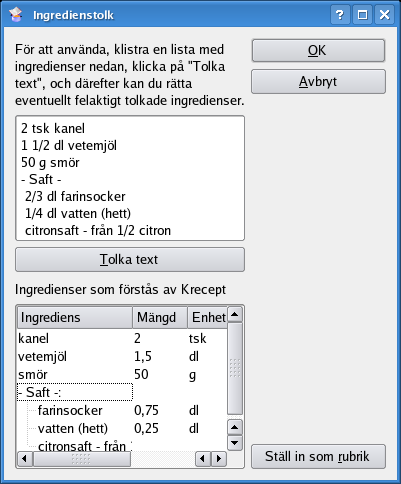 Ingredienstolk
För att använda, klistra en lista med
ingredienser nedan, klicka på "Tolka
text", och därefter kan du rätta
eventuellt felaktigt tolkade ingredienser.
OK
Avbryt
2 tsk kanel
1 1/2 dl vetemjöl
50 g smör
- Saft -
2/3 dl farinsocker
1/4 dl vatten (hett)
citronsaft - från 1/2 citron
Tolka text
Ingredienser som förstås av Krecept
Ingrediens Mängd Enhet
kanel 2 tsk
vetemjöl 1,5 dl
smör 50 g
- Saft -:
farinsocker 0,75 dl
vatten (hett) 0,25 dl
citronsaft - från
Ställ in som rubrik